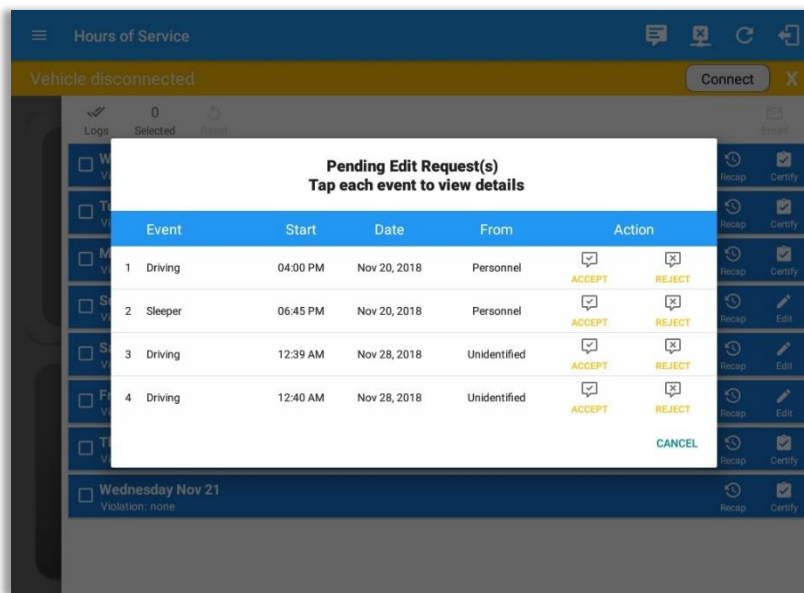 Hours of Service
Vehicle disconnected
Connect
X
Logs
0
Selected
Reset
Email
Pending Edit Request(s)
Tap each event to view details
Event Start Date From Action
1 Driving 04:00 PM Nov 20, 2018 Personnel ACCEPT REJECT
2 Sleeper 06:45 PM Nov 20, 2018 Personnel ACCEPT REJECT
3 Driving 12:39 AM Nov 28, 2018 Unidentified ACCEPT REJECT
4 Driving 12:40 AM Nov 28, 2018 Unidentified ACCEPT REJECT
CANCEL
Recap Certify
Recap Certify
Recap Certify
Recap Edit
Recap Edit
Recap Edit
Recap Certify
Wednesday Nov 21
Violation: none
Recap Certify